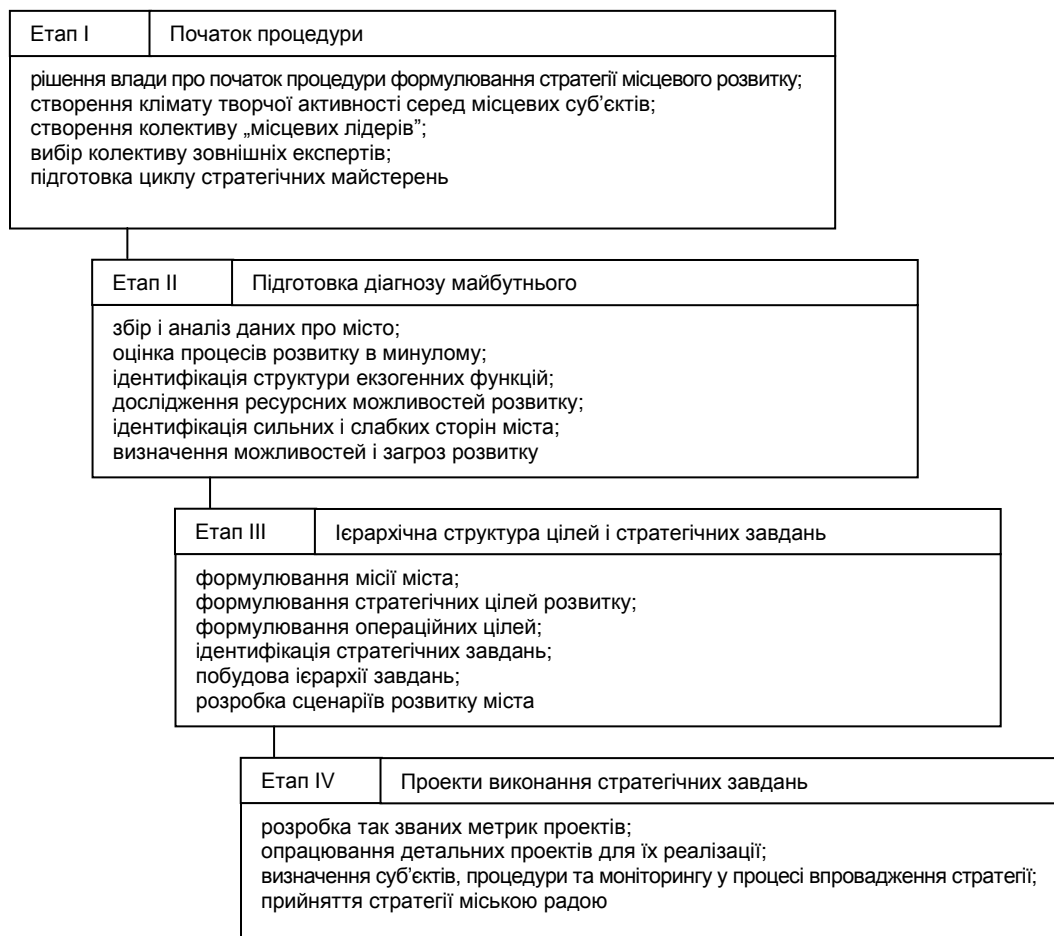 Етап I Початок процедури
рішення влади про початок процедури формулювання стратегії місцевого розвитку;
створення клімату творчої активності серед місцевих суб’єктів;
створення колективу „місцевих лідерів”;
вибір колективу зовнішніх експертів;
підготовка циклу стратегічних майстерень
Етап II Підготовка діагнозу майбутнього
збір і аналіз даних про місто;
оцінка процесів розвитку в минулому;
ідентифікація структури екзогенних функцій;
дослідження ресурсних можливостей розвитку;
ідентифікація сильних і слабких сторін міста;
визначення можливостей і загроз розвитку
Етап III Ієрархічна структура цілей і стратегічних завдань
формулювання місії міста;
формулювання стратегічних цілей розвитку;
формулювання операційних цілей;
ідентифікація стратегічних завдань;
побудова ієрархії завдань;
розробка сценаріїв розвитку міста
Етап IV Проекти виконання стратегічних завдань
розробка так званих метрик проектів;
опрацювання детальних проектів для їх реалізації;
визначення суб’єктів, процедури та моніторингу у процесі впровадження стратегії;
прийняття стратегії міською радою